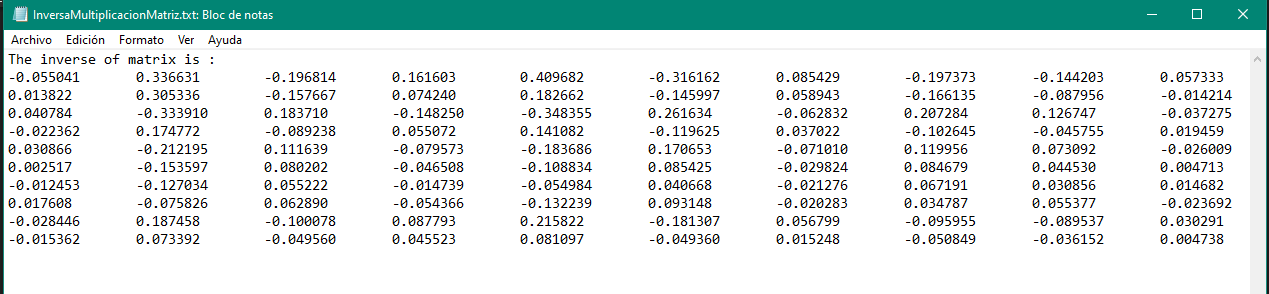 InversaMultiplicacionMatriz.txt: Bloc de notas
Archivo Edición Formato Ver Ayuda
The inverse of matrix is :
-0.055041 0.336631 -0.196814 0.161603 0.409682 -0.316162 0.085429 -0.197373 -0.144203 0.057333
0.013822 0.305336 -0.157667 0.074240 0.182662 -0.145997 0.058943 -0.166135 -0.087956 -0.014214
0.040784 -0.333910 0.183710 -0.148250 -0.348355 0.261634 -0.062832 0.207284 0.126747 -0.037275
-0.022362 0.174772 -0.089238 0.055072 0.141082 -0.119625 0.037022 -0.102645 -0.045755 0.019459
0.030866 -0.212195 0.111639 -0.079573 -0.183686 0.170653 -0.071010 0.119956 0.073092 -0.026009
0.002517 -0.153597 0.080202 -0.046508 -0.108834 0.085425 -0.029824 0.084679 0.044530 0.004713
-0.012453 -0.127034 0.055222 -0.014739 -0.054984 0.040668 -0.021276 0.067191 0.030856 0.014682
0.017608 -0.075826 0.062890 -0.054366 -0.132239 0.093148 -0.020283 0.034787 0.055377 -0.023692
-0.028446 0.187458 -0.100078 0.087793 0.215822 -0.181307 0.056799 -0.095955 -0.089537 0.030291
-0.015362 0.073392 -0.049560 0.045523 0.081097 -0.049360 0.015248 -0.050849 -0.036152 0.004738